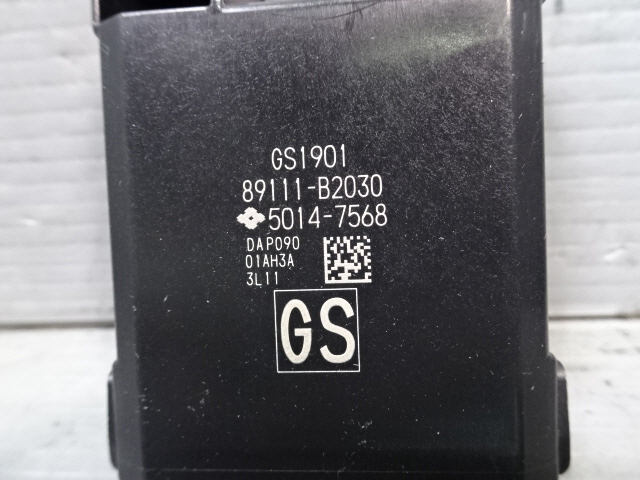 GS1901
89111-B2030
5014-7568
DAP090
01AH3A
3L11
GS